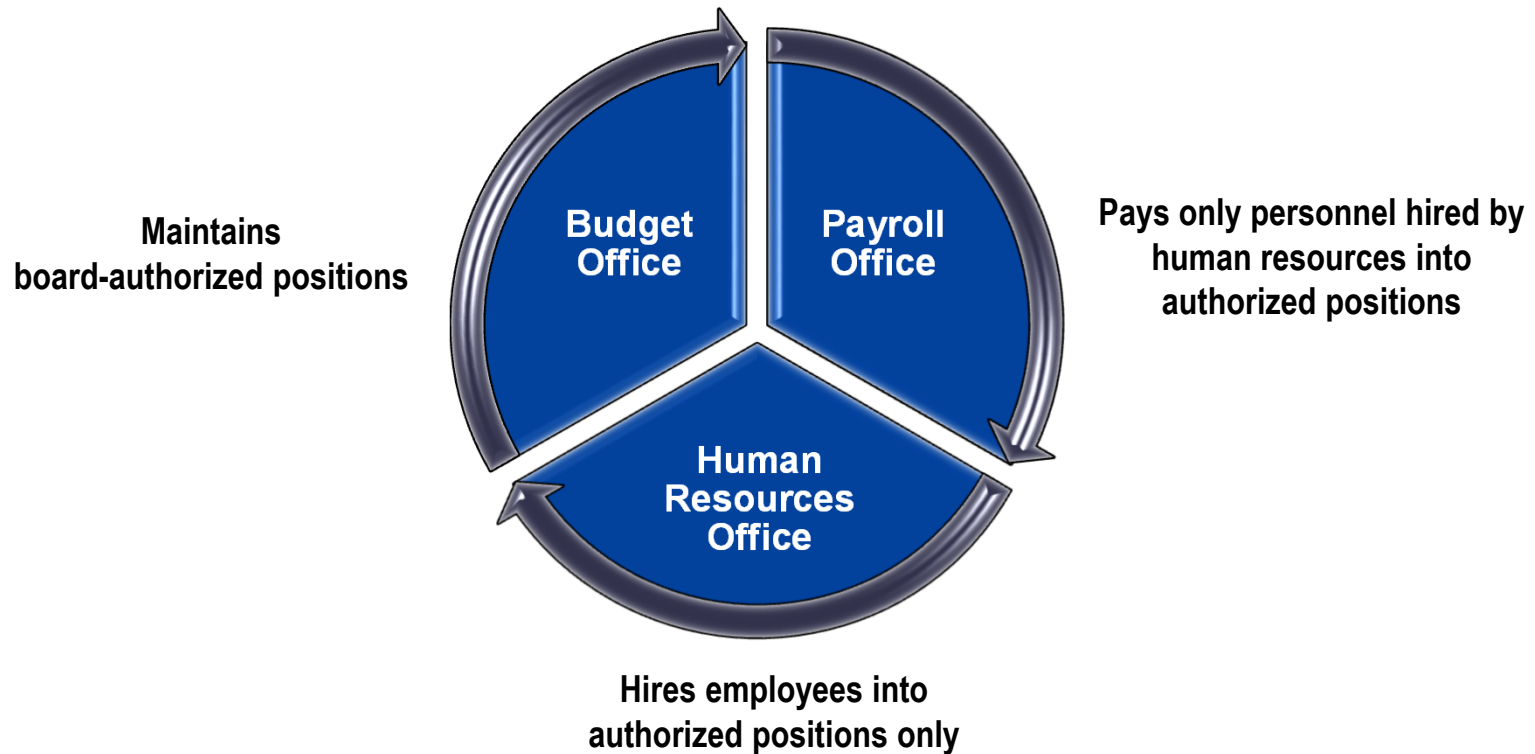 Maintains
board-authorized positions
Budget
Office
Payroll
Office
Pays only personnel hired by
human resources into
authorized positions
Human
Resources
Office
Hires employees into
authorized positions only